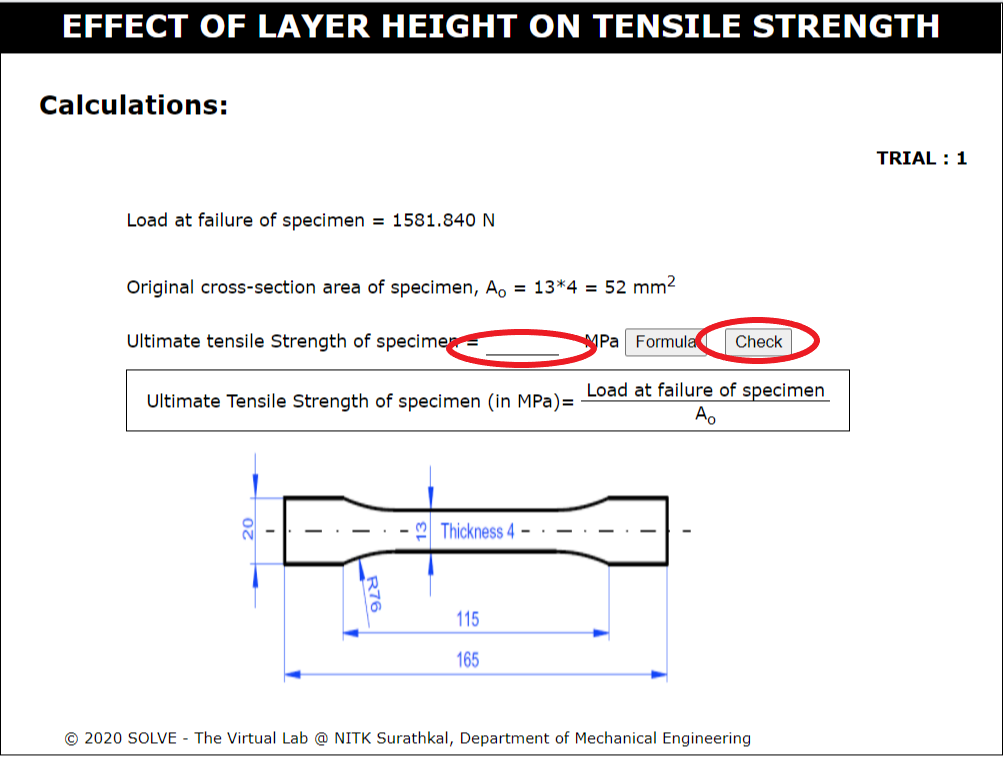 EFFECT OF LAYER HEIGHT ON TENSILE STRENGTH
Calculations:
TRIAL : 1
Load at failure of specimen = 1581.840 N
Original cross-section area of specimen, Ao = 13*4 = 52 mm2
Ultimate tensile Strength of specimen = MPa Formula Check
Ultimate Tensile Strength of specimen (in MPa)= Load at failure of specimen
Ao
20
13
Thickness 4
R76
115
165
© 2020 SOLVE - The Virtual Lab @ NITK Surathkal, Department of Mechanical Engineering